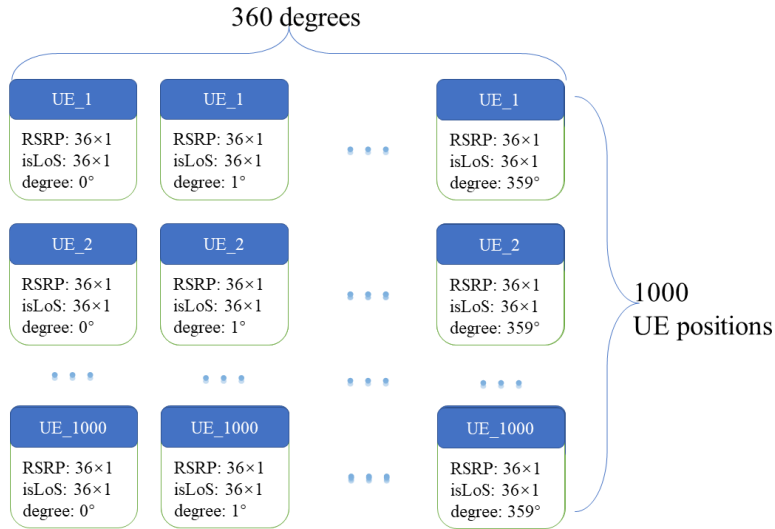 360 degrees
UE_1
RSRP: 36×1
isLoS: 36×1
degree: 0°
UE_1
RSRP: 36×1
isLoS: 36×1
degree: 1°
UE_1
RSRP: 36×1
isLoS: 36×1
degree: 359°
UE_2
RSRP: 36×1
isLoS: 36×1
degree: 0°
UE_2
RSRP: 36×1
isLoS: 36×1
degree: 1°
UE_2
RSRP: 36×1
isLoS: 36×1
degree: 359°
1000
UE positions
UE_1000
RSRP: 36×1
isLoS: 36×1
degree: 0°
UE_1000
RSRP: 36×1
isLoS: 36×1
degree: 1°
UE_1000
RSRP: 36×1
isLoS: 36×1
degree: 359°